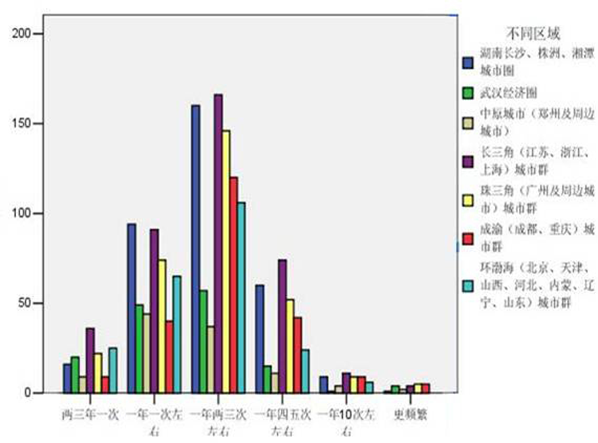 200
150
100
50
0
两三年一次
一年一次左
右
一年两三次
左右
一年四五次
左右
一年10次左
右
更频繁
不同区域
湖南长沙、株洲、湘潭
城市圈
武汉经济圈
中原城市（郑州及周边
城市）
长三角（江苏、浙江、
上海）城市群
珠三角（广州及周边城
市）城市群
成渝（成都、重庆）城
市群
环渤海（北京、天津、
山西、河北、内蒙、辽
宁、山东）城市群